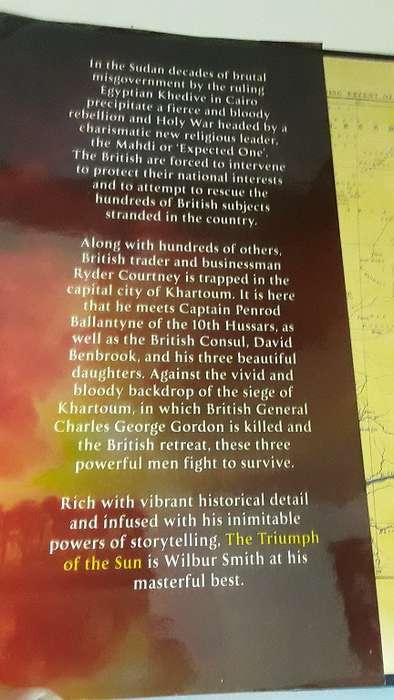 In the Sudan decades of brutal
misgovernment by the ruling
Egyptian Khedive in Cairo
precipitate a fierce and bloody
rebellion and Holy War headed by a
charismatic new religious leader,
the Mahdi or 'Expected One'.
The British are forced to intervene
to protect their national interests
and to attempt to rescue the
hundreds of British subjects
stranded in the country.
Along with hundreds of others,
British trader and businessman
Ryder Courtney is trapped in the
capital city of Khartoum. It is here
that he meets Captain Penrod
Ballantyne of the 10th Hussars, as
well as the British Consul, David
Benbrook, and his three beautiful
daughters. Against the vivid and
bloody backdrop of the siege of
Khartoum, in which British General
Charles George Gordon is killed and
the British retreat, these three
powerful men fight to survive.
Rich with vibrant historical detail
and infused with his inimitable
powers of storytelling, The Triumph
of the Sun is Wilbur Smith at his
masterful best.